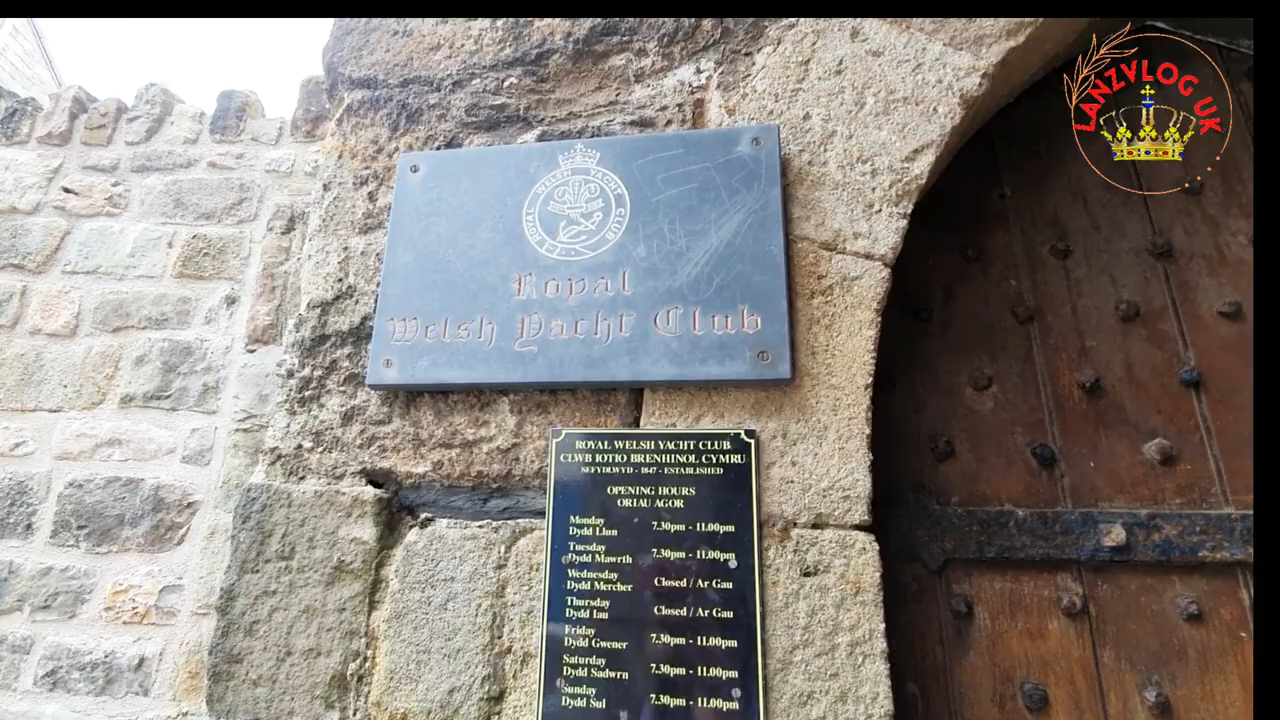 LANZVLOG UK
ROYAL WELSH YACHT CLUB
Royal
Welsh Yacht Club
ROYAL WELSH YACHT CLUB
CLWB IOTIO BRENHINOL CYMRU
SEFYDLWYD - 1847 - ESTABLISHED
OPENING HOURS
ORIAU AGOR
Monday
Dydd Llun 7.30pm - 11.00pm
Tuesday
Dydd Mawrth 7.30pm - 11.00pm
Wednesday
Dydd Mercher Closed / Ar Gau
Thursday
Dydd Iau Closed / Ar Gau
Friday
Dydd Gwener 7.30pm - 11.00pm
Saturday
Dydd Sadwrn 7.30pm - 11.00pm
Sunday
Dydd Sul 7.30pm - 11.00pm